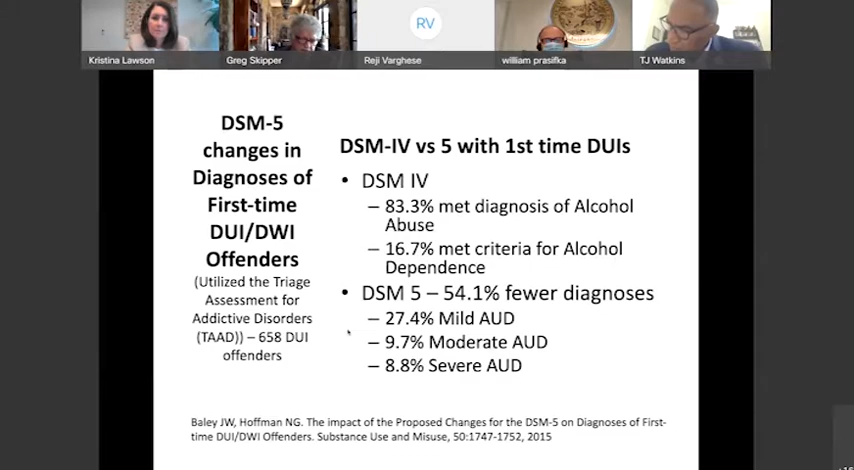 RV
Kristina Lawson
Greg Skipper
Reji Varghese
william prasifka
TJ Watkins
DSM-5
changes in
Diagnoses of
First-time
DUI/DWI
Offenders
(Utilized the Triage
Assessment for
Addictive Disorders
(TAAD)) – 658 DUI
offenders
DSM-IV vs 5 with 1st time DUIs
• DSM IV
– 83.3% met diagnosis of Alcohol
Abuse
– 16.7% met criteria for Alcohol
Dependence
• DSM 5 – 54.1% fewer diagnoses
– 27.4% Mild AUD
– 9.7% Moderate AUD
– 8.8% Severe AUD
Baley JW, Hoffman NG. The impact of the Proposed Changes for the DSM-5 on Diagnoses of First-
time DUI/DWI Offenders. Substance Use and Misuse, 50:1747-1752, 2015